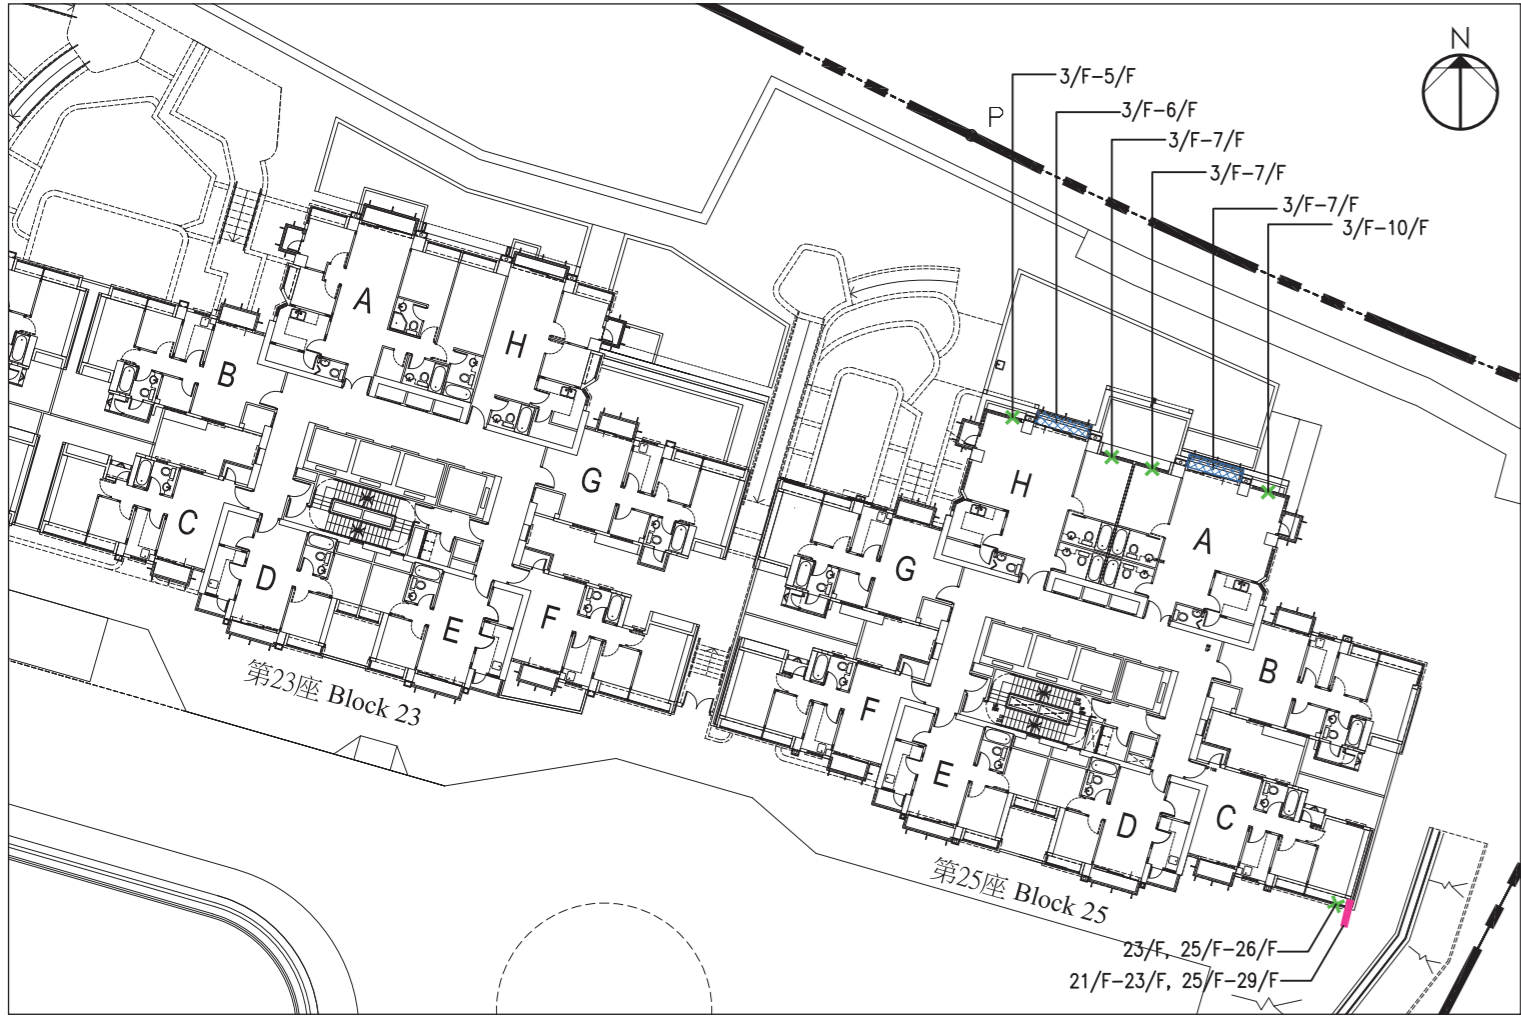 N
3/F-5/F
3/F-6/F
P
3/F-7/F
3/F-7/F
3/F-7/F
3/F-10/F
A
H
B
G
C
D
E
F
第23座 Block 23
H
A
G
B
F
E
D
C
第25座 Block 25
23/F, 25/F-26/F
21/F-23/F, 25/F-29/F